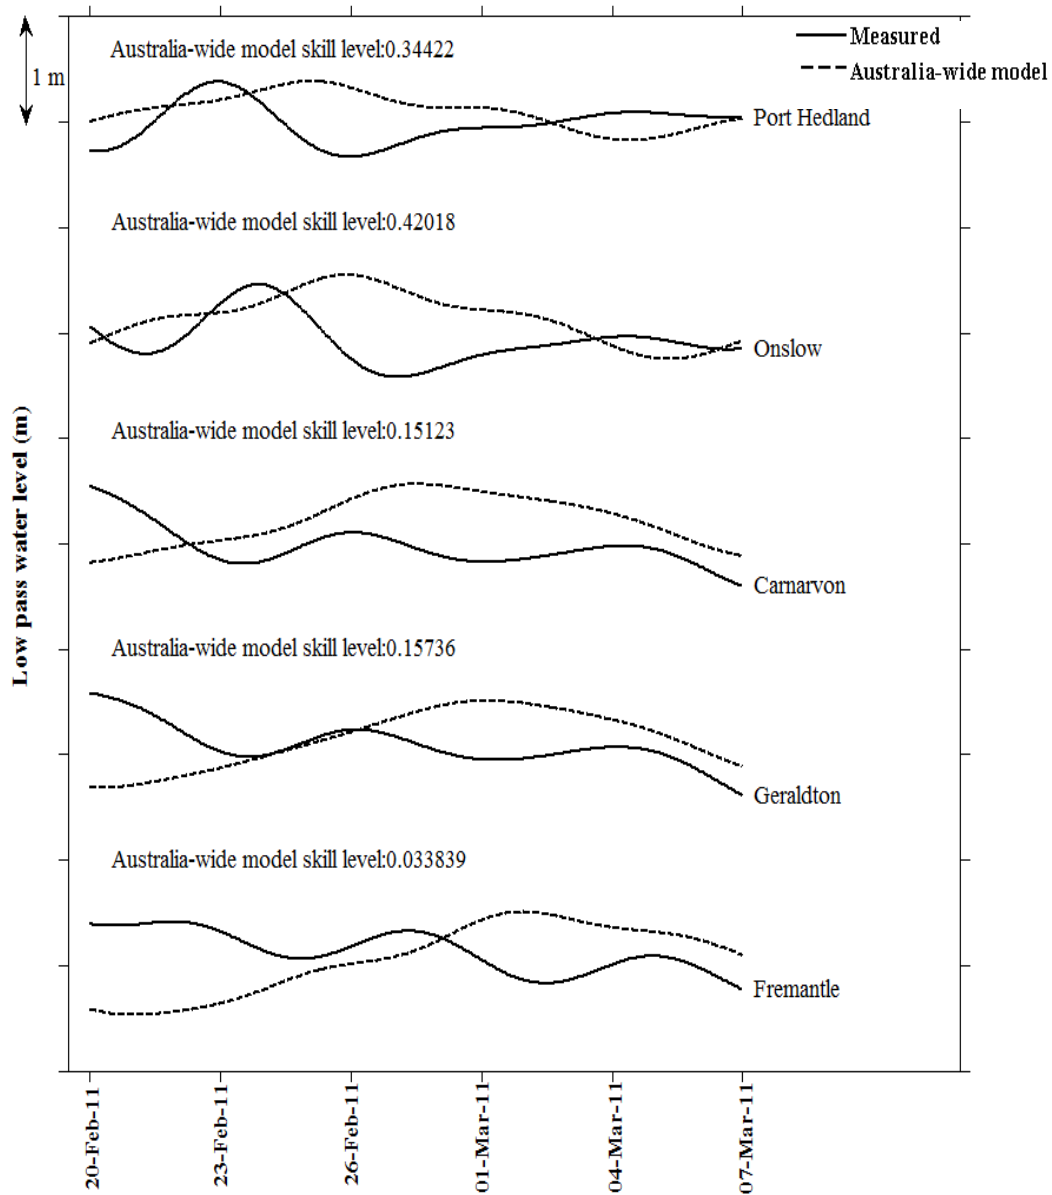 Measured
Australia-wide model
1 m
Low pass water level (m)
Australia-wide model skill level:0.34422
Port Hedland
Australia-wide model skill level:0.42018
Onslow
Australia-wide model skill level:0.15123
Carnarvon
Australia-wide model skill level:0.15736
Geraldton
Australia-wide model skill level:0.033839
Fremantle
20-Feb-11
23-Feb-11
26-Feb-11
01-Mar-11
04-Mar-11
07-Mar-11